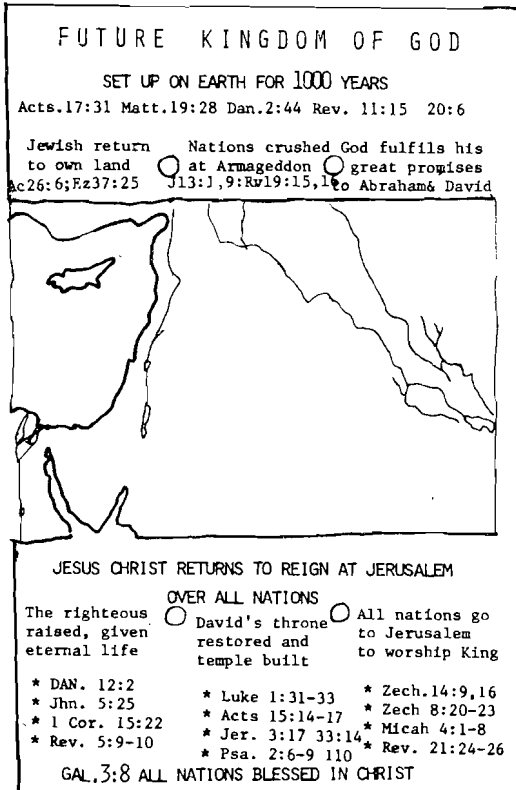 FUTURE KINGDOM OF GOD
SET UP ON EARTH FOR 1000 YEARS
Acts.17:31 Matt.19:28 Dan.2:44 Rev. 11:15 20:6
Jewish return
to own land
Ac26:6;Ez37:25
Nations crushed
at Armageddon
J13:1,9:Rv19:15,16
God fulfils his
great promises
to Abraham& David
JESUS CHRIST RETURNS TO REIGN AT JERUSALEM
OVER ALL NATIONS
The righteous
raised, given
eternal life
* DAN. 12:2
* Jhn. 5:25
* 1 Cor. 15:22
* Rev. 5:9-10
David's throne
restored and
temple built
* Luke 1:31-33
* Acts 15:14-17
* Jer. 3:17 33:14
* Psa. 2:6-9 110
All nations go
to Jerusalem
to worship King
* Zech.14:9,16
* Zech 8:20-23
* Micah 4:1-8
* Rev. 21:24-26
GAL.3:8 ALL NATIONS BLESSED IN CHRIST